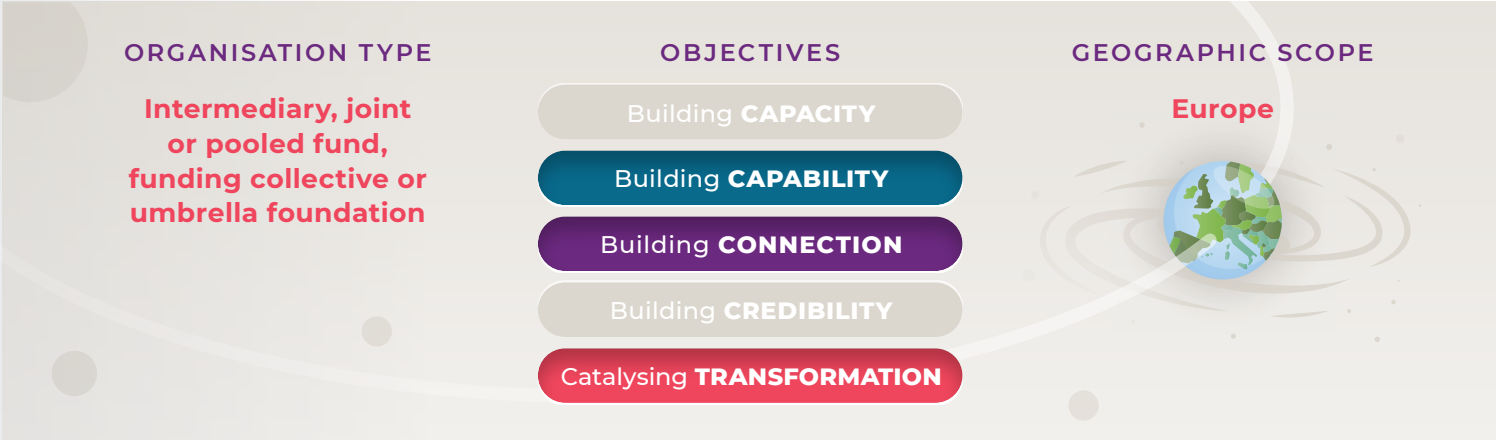 ORGANISATION TYPE
Intermediary, joint
or pooled fund,
funding collective or
umbrella foundation
OBJECTIVES
Building CAPACITY
Building CAPABILITY
Building CONNECTION
Building CREDIBILITY
Catalysing TRANSFORMATION
GEOGRAPHIC SCOPE
Europe